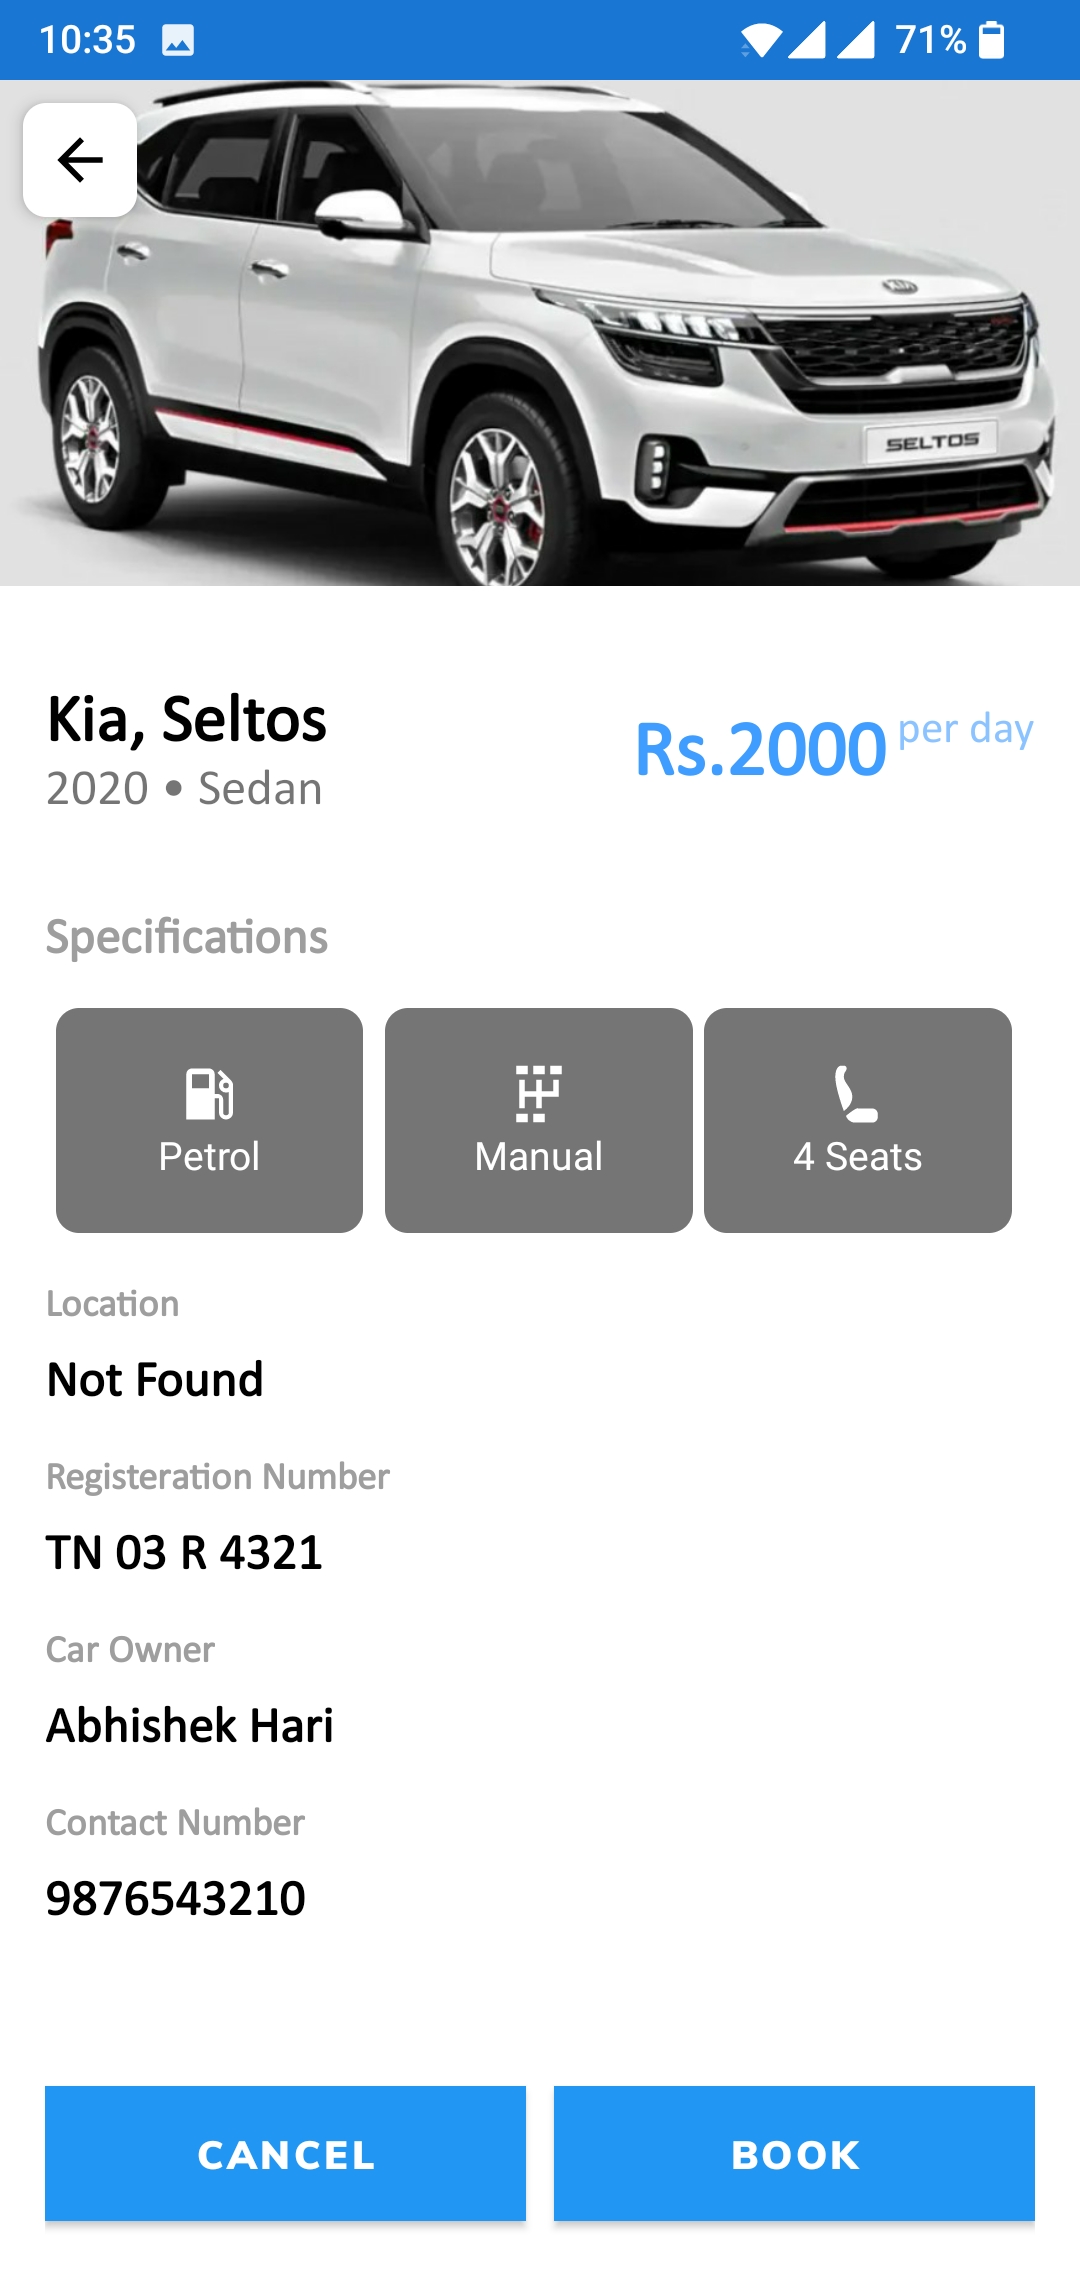 10:35 71%
KIA
SELTOS
Kia, Seltos
Rs.2000 per day
2020 • Sedan
Specifications
Petrol Manual 4 Seats
Location
Not Found
Registeration Number
TN 03 R 4321
Car Owner
Abhishek Hari
Contact Number
9876543210
CANCEL BOOK